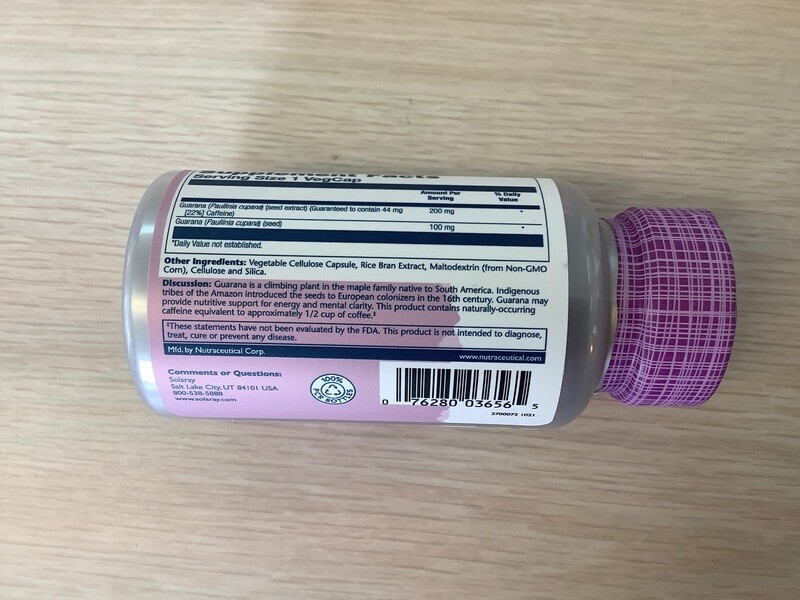 Supplement Facts
Serving Size 1 VegCap
Amount Per Serving
% Daily Value
Guarana (Paullinia cupana) (seed extract) (Guaranteed to contain 44 mg 200 mg *
[22%] Caffeine)
Guarana (Paullinia cupana) (seed) 100 mg *
*Daily Value not established.
Other Ingredients: Vegetable Cellulose Capsule, Rice Bran Extract, Maltodextrin (from Non-GMO
Corn), Cellulose and Silica.
Discussion: Guarana is a climbing plant in the maple family native to South America. Indigenous
tribes of the Amazon introduced the seeds to European colonizers in the 16th century. Guarana may
provide nutritive support for energy and mental clarity. This product contains naturally-occurring
caffeine equivalent to approximately 1/2 cup of coffee.‡
‡These statements have not been evaluated by the FDA. This product is not intended to diagnose,
treat, cure or prevent any disease.
Mfd. by Nutraceutical Corp. www.nutraceutical.com
Comments or Questions:
Solaray
Salt Lake City, UT 84101 USA
800-538-5888
www.solaray.com
100%
PCR BOTTLES
0 76280 03656 5
2700072 1021